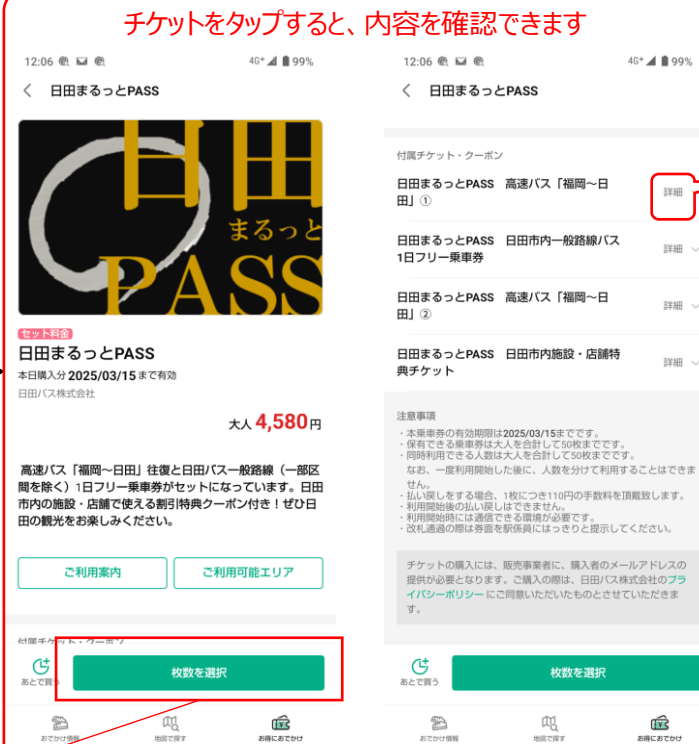 チケットをタップすると、内容を確認できます
12:06
4G+ 99%
日田まるっとPASS
日田
まるっと
PASS
セット料金
日田まるっとPASS
本日購入分 2025/03/15 まで有効
日田バス株式会社
大人 4,580円
高速バス「福岡～日田」往復と日田バス一般路線（一部区
間を除く）1日フリー乗車券がセットになっています。日田
市内の施設・店舗で使える割引特典クーポン付き！ぜひ日
田の観光をお楽しみください。
ご利用案内
ご利用可能エリア
付属チケット・クーポン
あとで買う
枚数を選択
おでかけ情報
地図で探す
お得におでかけ
12:06
4G+ 99%
日田まるっとPASS
付属チケット・クーポン
日田まるっとPASS 高速バス「福岡～日
田」①
詳細
日田まるっとPASS 日田市内一般路線バス
1日フリー乗車券
詳細
日田まるっとPASS 高速バス「福岡～日
田」②
詳細
日田まるっとPASS 日田市内施設・店舗特
典チケット
詳細
注意事項
・本乗車券の有効期限は2025/03/15までです。
・保有できる乗車券は大人を合計して50枚までです。
・同時利用できる人数は大人を合計して50枚までです。
なお、一度利用開始した後に、人数を分けて利用することはできま
せん。
・払い戻しをする場合、1枚につき110円の手数料を頂戴致します。
・利用開始後の払い戻しはできません。
・利用開始時には通信できる環境が必要です。
・改札通過の際は券面を駅係員にはっきりと提示してください。
チケットの購入には、販売事業者に、購入者のメールアドレスの
提供が必要となります。ご購入の際は、日田バス株式会社のプラ
イバシーポリシー にご同意いただいたものとさせていただきま
す。
あとで買う
枚数を選択
おでかけ情報
地図で探す
お得におでかけ